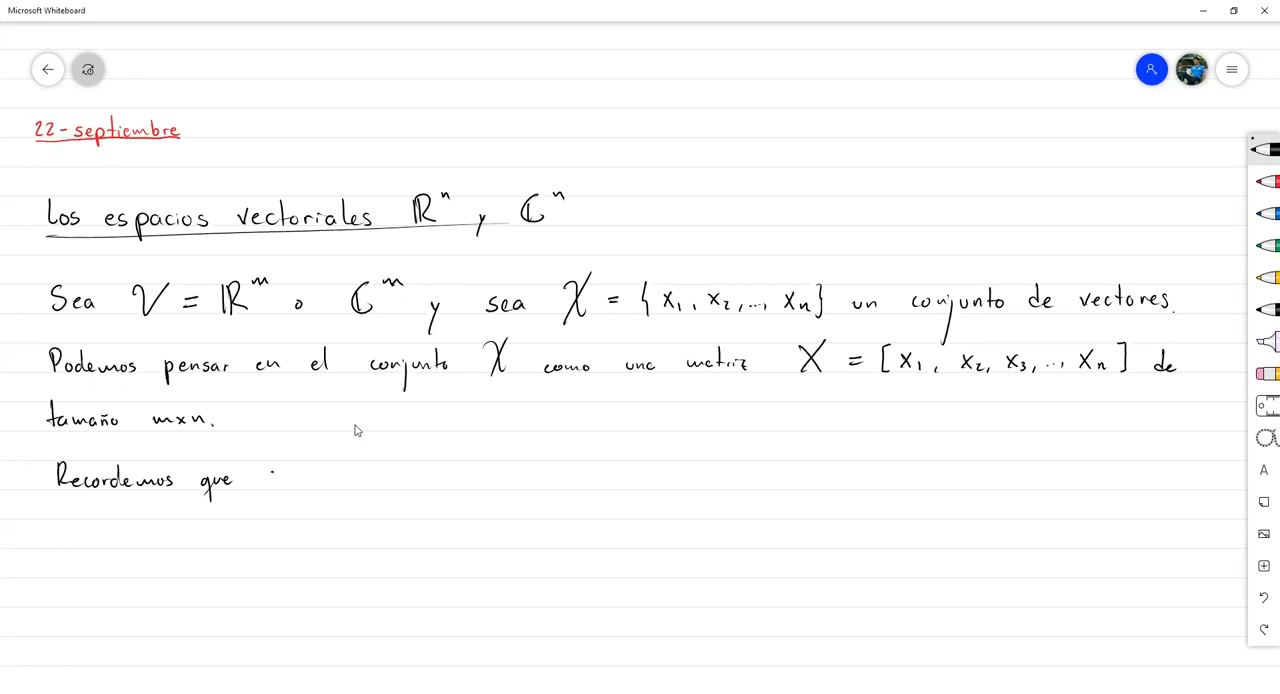 Microsoft Whiteboard
22-septiembre
Los espacios vectoriales ℝⁿ y ℂⁿ
Sea 𝒱 = ℝᵐ o ℂᵐ y sea 𝒳 = {x₁, x₂, ..., xₙ} un conjunto de vectores.
Podemos pensar en el conjunto 𝒳 como una matriz X = [x₁, x₂, x₃, ..., xₙ] de
tamaño m×n.
Recordemos que
A